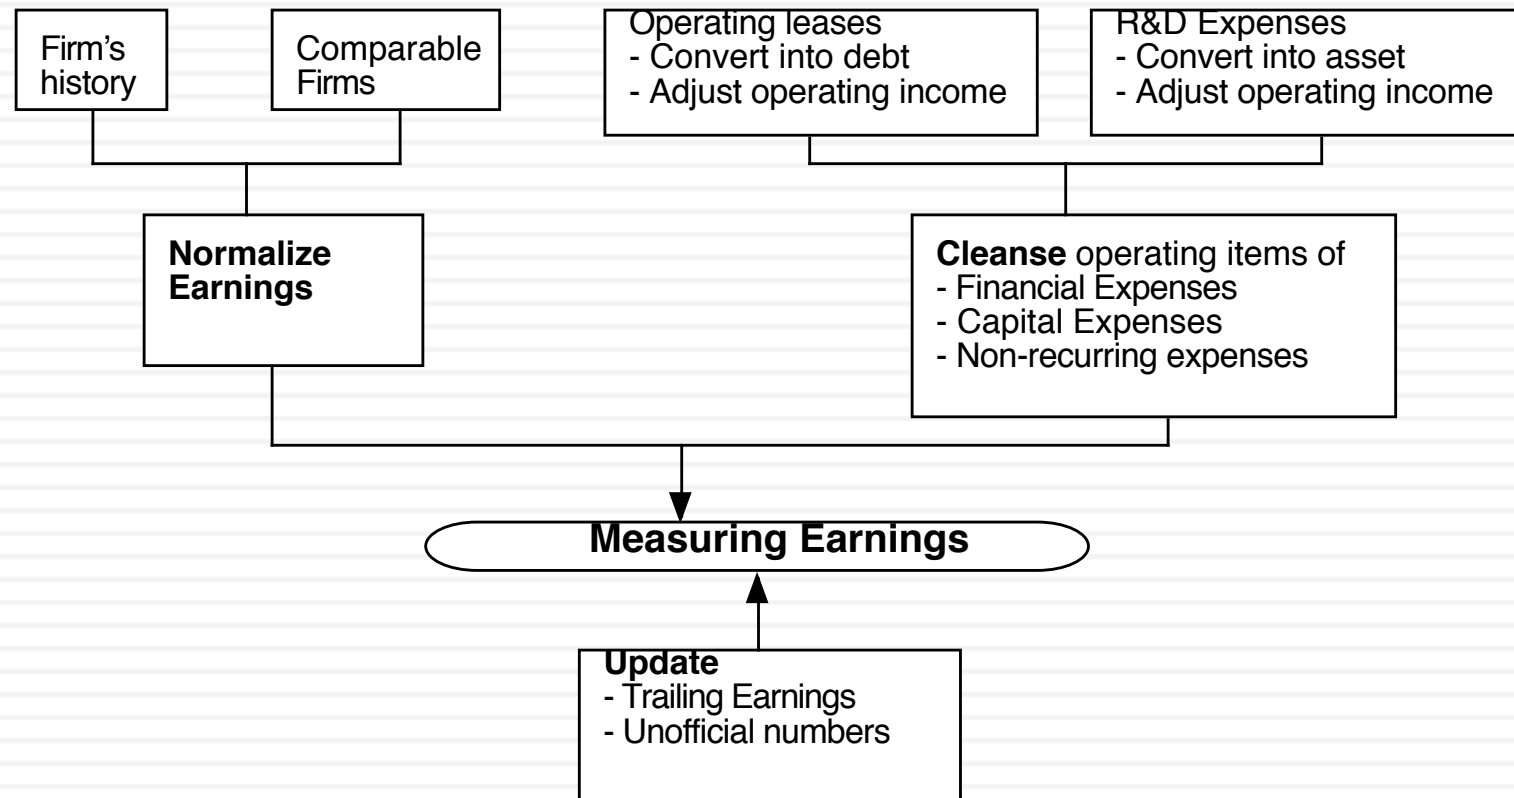 Firm's
history
Comparable
Firms
Operating leases
- Convert into debt
- Adjust operating income
R&D Expenses
- Convert into asset
- Adjust operating income
Normalize
Earnings
Cleanse operating items of
- Financial Expenses
- Capital Expenses
- Non-recurring expenses
Measuring Earnings
Update
- Trailing Earnings
- Unofficial numbers